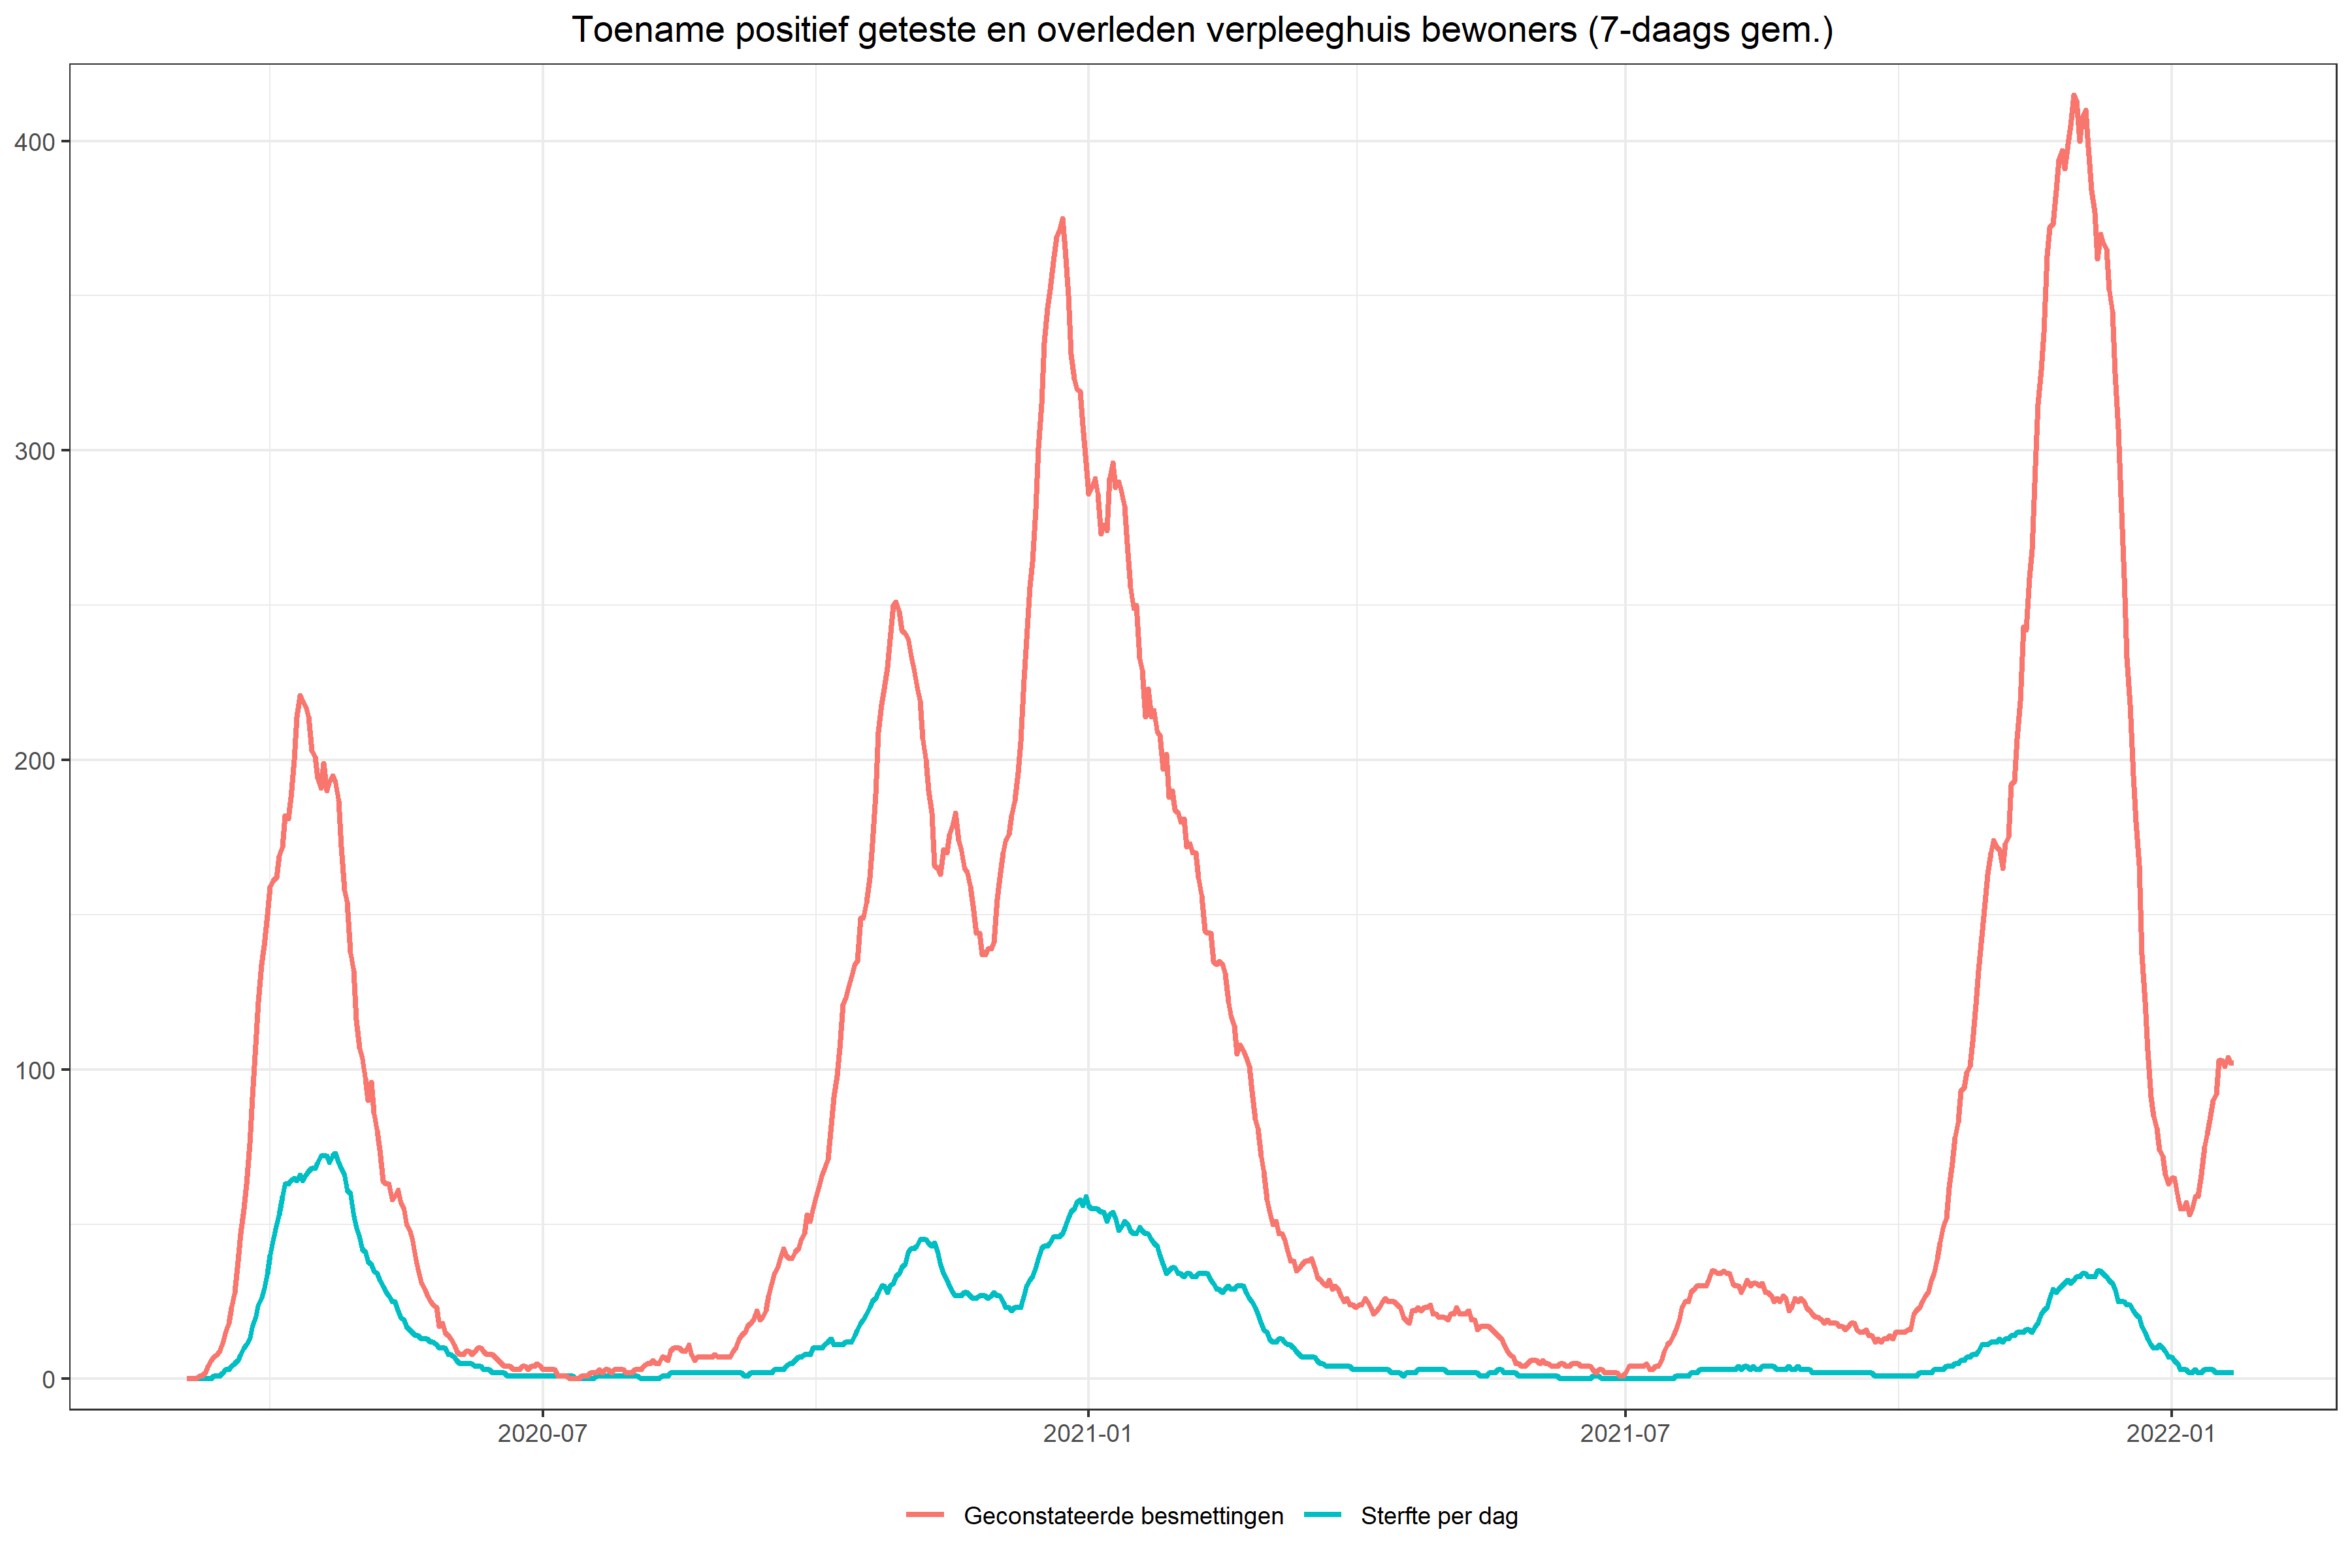 Toename positief geteste en overleden verpleeghuis bewoners (7-daags gem.)
400
300
200
100
0
2020-07 2021-01 2021-07 2022-01
Geconstateerde besmettingen Sterfte per dag